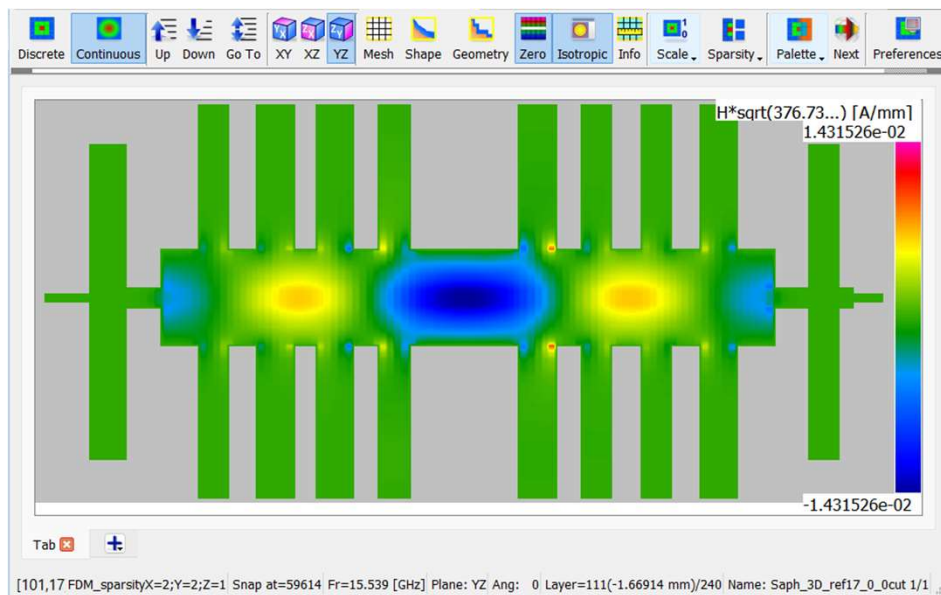 Discrete Continuous Up Down Go To XY XZ YZ Mesh Shape Geometry Zero Isotropic Info Scale Sparsity Palette Next Preferences
H*sqrt(376.73...) [A/mm]
1.431526e-02
-1.431526e-02
Tab
[101,17 FDM_sparsityX=2;Y=2;Z=1 Snap at=59614 Fr=15.539 [GHz] Plane: YZ Ang: 0 Layer=111(-1.66914 mm)/240 Name: Saph_3D_ref17_0_0cut 1/1